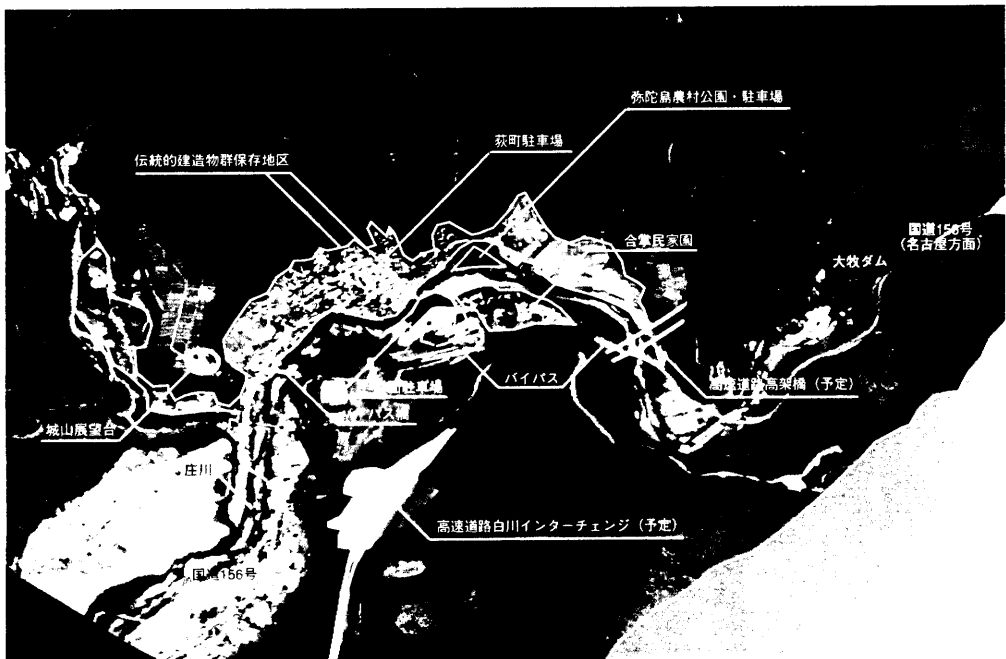 弥陀島農村公園・駐車場
荻町駐車場
伝統的建造物群保存地区
国道156号
(名古屋方面)
合掌民家園
大牧ダム
バイパス
高速道路高架橋(予定)
駐車場
城山展望台
庄川
高速道路白川インターチェンジ(予定)
国道156号